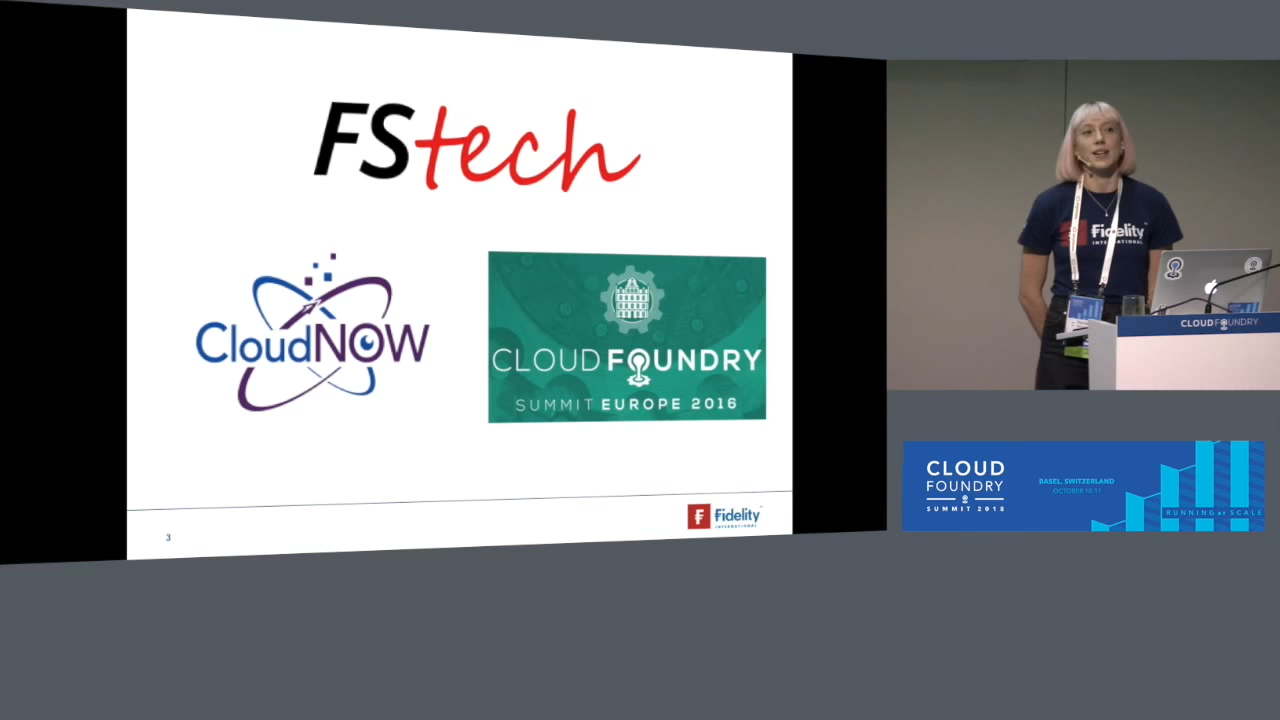 FStech
CloudNOW
CLOUD FOUNDRY
SUMMIT EUROPE 2016
3
Fidelity
INTERNATIONAL
Fidelity
INTERNATIONAL
CLOUD FOUNDRY
CLOUD
FOUNDRY
SUMMIT 2018
BASEL, SWITZERLAND
OCTOBER 10-11
RUNNING AT SCALE